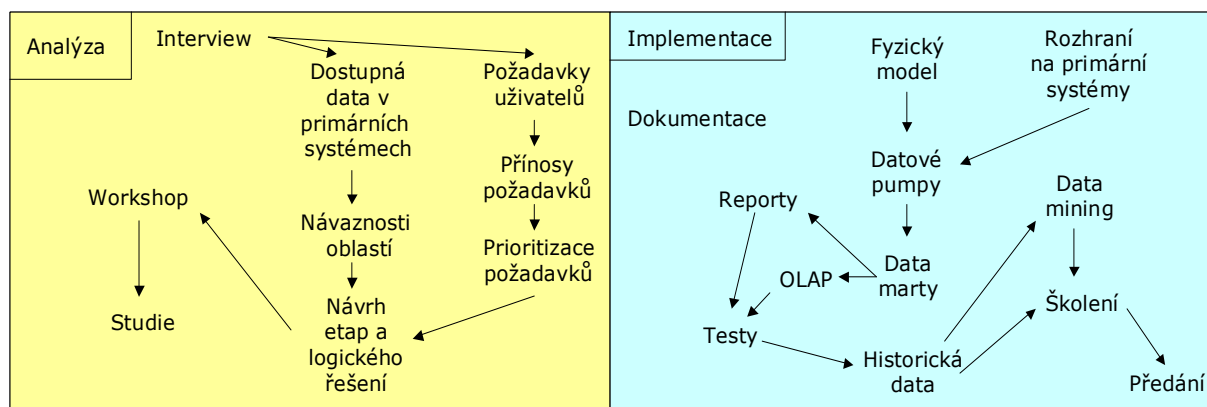 Analýza
Interview
Dostupná
data v
primárních
systémech
Požadavky
uživatelů
Přínosy
požadavků
Workshop
Návaznosti
oblastí
Prioritizace
požadavků
Studie
Návrh
etap a
logického
řešení
Implementace
Fyzický
model
Rozhraní
na primární
systémy
Dokumentace
Datové
pumpy
Data
mining
Reporty
OLAP
Data
marty
Školení
Testy
Historická
data
Předání